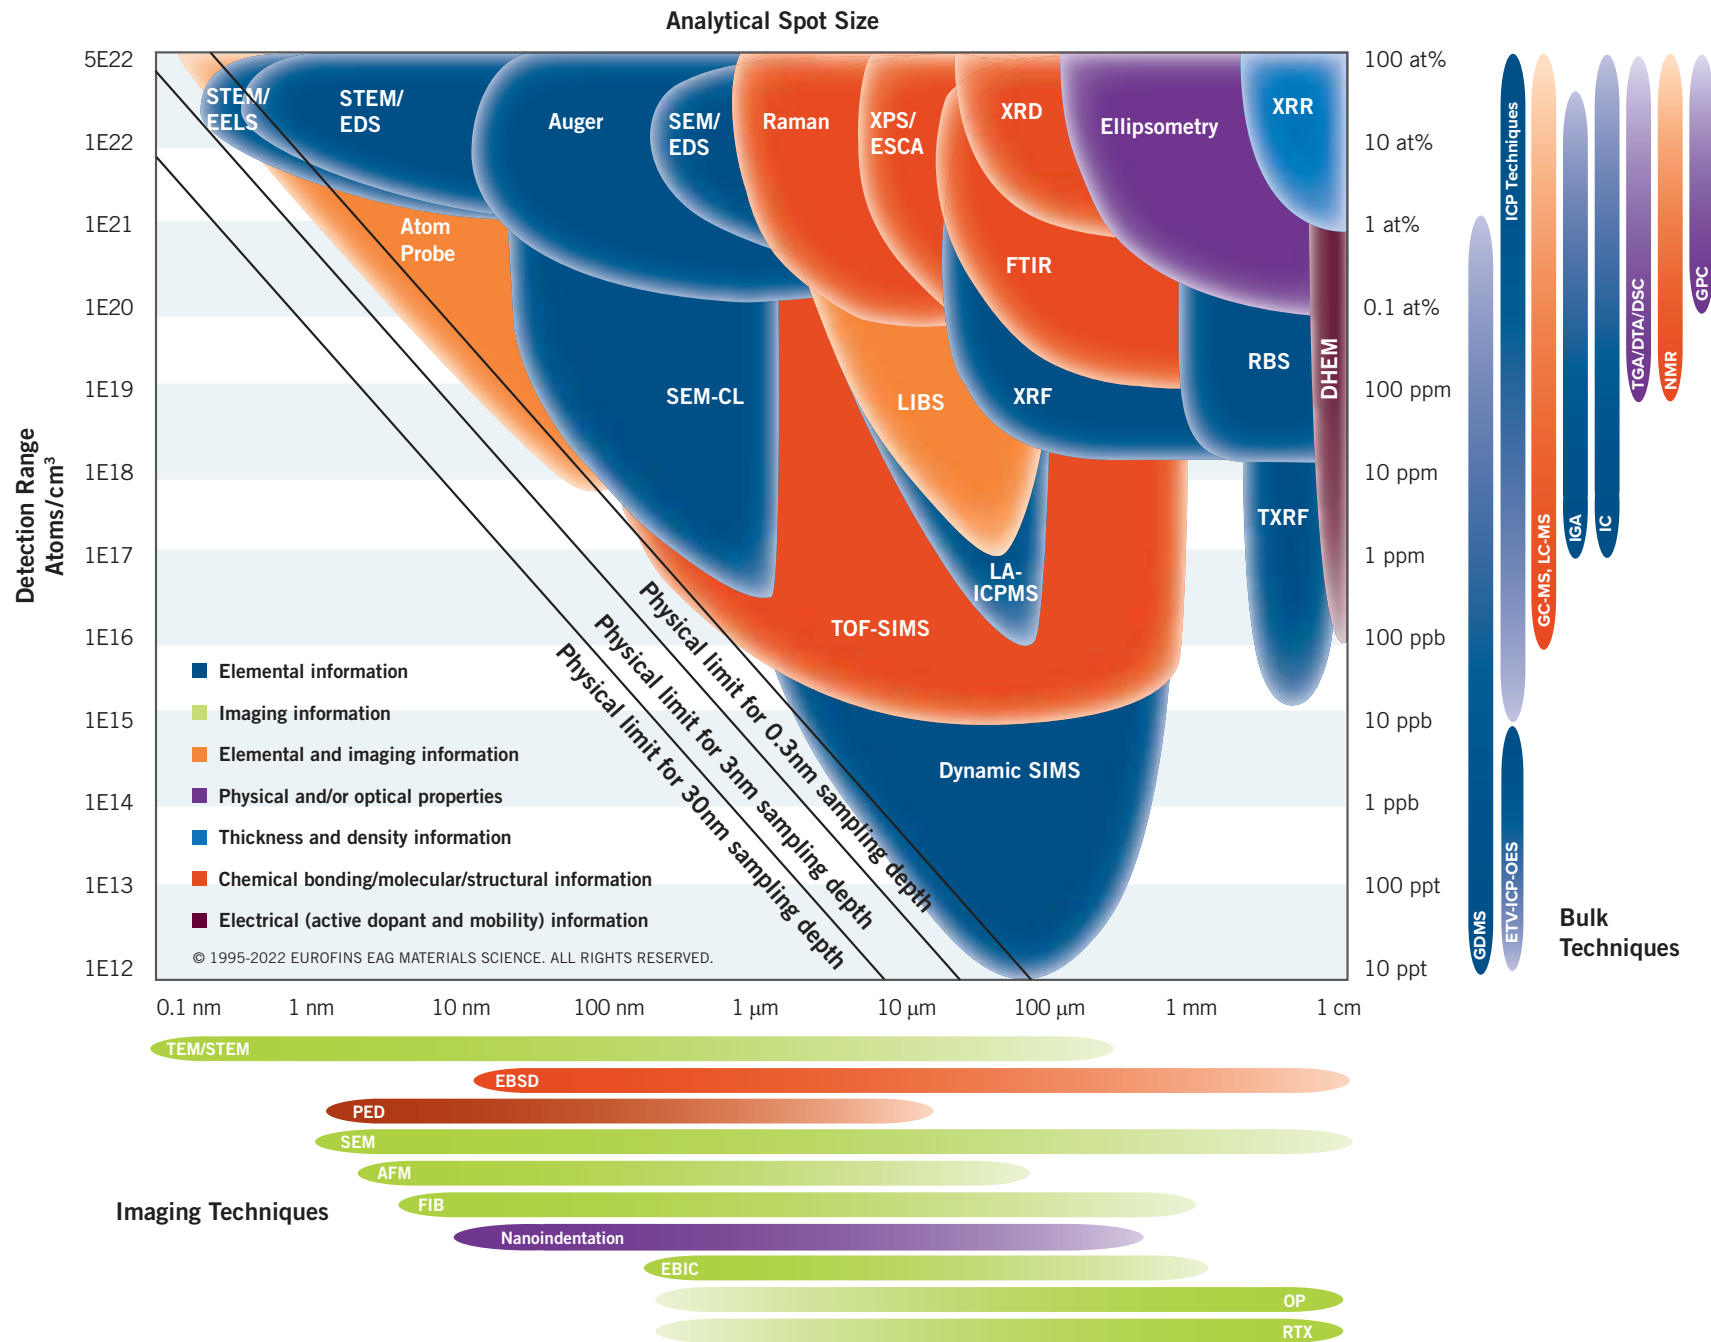 Analytical Spot Size
5E22
1E22
1E21
1E20
1E19
1E18
1E17
1E16
1E15
1E14
1E13
1E12
Detection Range
Atoms/cm³
100 at%
10 at%
1 at%
0.1 at%
100 ppm
10 ppm
1 ppm
100 ppb
10 ppb
1 ppb
100 ppt
10 ppt
STEM/
EELS
STEM/
EDS
Auger
SEM/
EDS
Raman
XPS/
ESCA
XRD
Ellipsometry
XRR
Atom
Probe
FTIR
SEM-CL
LIBS
XRF
RBS
DHEM
TXRF
LA-
ICPMS
TOF-SIMS
Dynamic SIMS
Physical limit for 0.3nm sampling depth
Physical limit for 3nm sampling depth
Physical limit for 30nm sampling depth
Elemental information
Imaging information
Elemental and imaging information
Physical and/or optical properties
Thickness and density information
Chemical bonding/molecular/structural information
Electrical (active dopant and mobility) information
© 1995-2022 EUROFINS EAG MATERIALS SCIENCE. ALL RIGHTS RESERVED.
0.1 nm
1 nm
10 nm
100 nm
1 µm
10 µm
100 µm
1 mm
1 cm
GDMS
ICP Techniques
ETV-ICP-OES
GC-MS, LC-MS
IGA
IC
TGA/DTA/DSC
NMR
GPC
Bulk
Techniques
TEM/STEM
EBSD
PED
SEM
AFM
FIB
Imaging Techniques
Nanoindentation
EBIC
OP
RTX